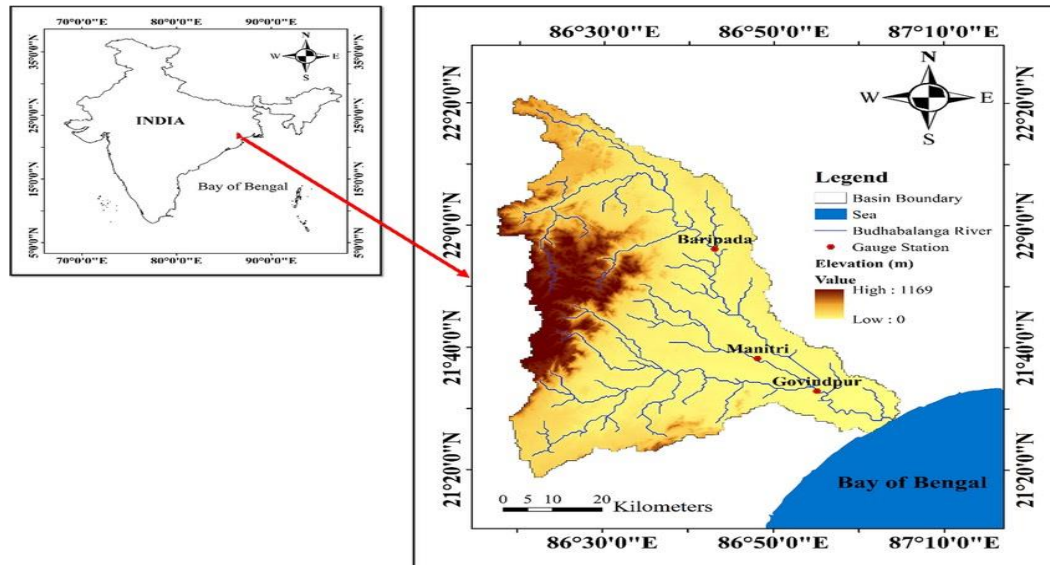 70°0'0"E 80°0'0"E 90°0'0"E
35°0'0"N
25°0'0"N
15°0'0"N
5°0'0"N
N
W E
S
INDIA
Bay of Bengal
35°0'0"N
25°0'0"N
15°0'0"N
5°0'0"N
70°0'0"E 80°0'0"E 90°0'0"E
86°30'0"E 86°50'0"E 87°10'0"E
22°20'0"N
22°0'0"N
21°40'0"N
21°20'0"N
N
W E
S
Legend
Basin Boundary
Sea
Budhabalanga River
Gauge Station
Elevation (m)
Value
High : 1169
Low : 0
Baripada
Manitri
Govindpur
Bay of Bengal
0 5 10 20
Kilometers
22°20'0"N
22°0'0"N
21°40'0"N
21°20'0"N
86°30'0"E 86°50'0"E 87°10'0"E